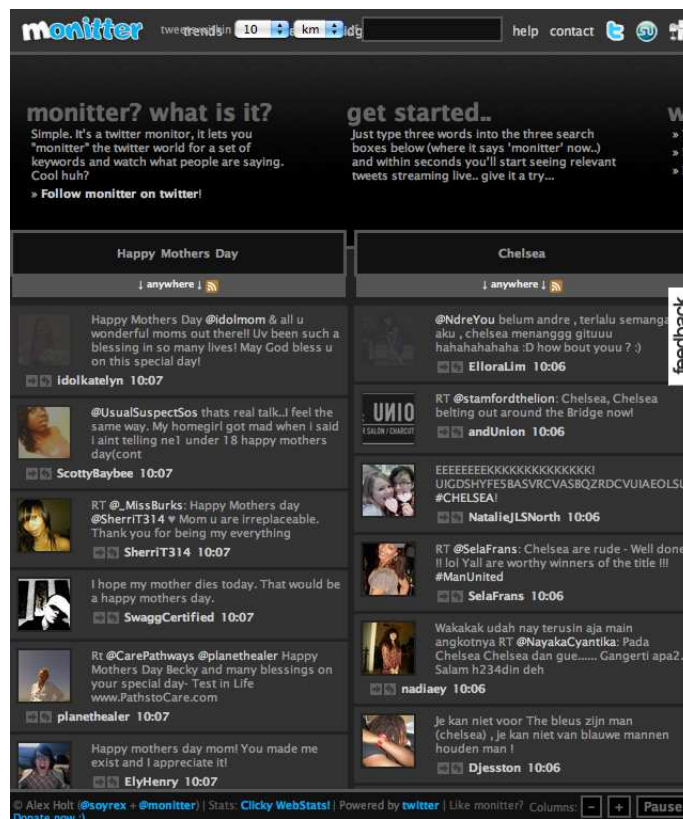 monitter
trends
10
km
help contact
monitter? what is it?
get started..
Simple. It's a twitter monitor, it lets you
"monitter" the twitter world for a set of
keywords and watch what people are saying.
Cool huh?
» Follow monitter on twitter!
Just type three words into the three search
boxes below (where it says 'monitter' now..)
and within seconds you'll start seeing relevant
tweets streaming live.. give it a try...
Happy Mothers Day
↓ anywhere ↓
Happy Mothers Day @idolmom & all u
wonderful moms out there!! Uv been such a
blessing in so many lives! May God bless u
on this special day!
idolkatelyn 10:07
@UsualSuspectSos thats real talk..I feel the
same way. My homegirl got mad when i said
i aint telling ne1 under 18 happy mothers
day(cont
ScottyBaybee 10:07
RT @_MissBurks: Happy Mothers day
@SherriT314 ♥ Mom u are irreplaceable.
Thank you for being my everything
SherriT314 10:07
I hope my mother dies today. That would be
a happy mothers day.
SwaggCertified 10:07
Rt @CarePathways @planethealer Happy
Mothers Day Becky and many blessings on
your special day- Test in Life
www.PathstoCare.com
planethealer 10:07
Happy mothers day mom! You made me
exist and I appreciate it!
ElyHenry 10:07
Chelsea
↓ anywhere ↓
@NdreYou belum andre , terlalu semanga
aku , chelsea menanggg gituuu
hahahahahaha :D how bout youu ? :)
ElloraLim 10:06
UNIO
RT @stamfordthelion: Chelsea, Chelsea
belting out around the Bridge now!
andUnion 10:06
#CHELSEA!
NatalieJLSNorth 10:06
RT @SelaFrans: Chelsea are rude - Well done
!! lol Yall are worthy winners of the title !!!
#ManUnited
SelaFrans 10:06
Wakakak udah nay terusin aja main
angkotnya RT @NayakaCyantika: Pada
Chelsea Chelsea dan gue...... Gangerti apa2.
Salam h234din deh
nadiaey 10:06
Je kan niet voor The bleus zijn man
(chelsea) , je kan niet van blauwe mannen
houden man !
Djesston 10:06
feedback
© Alex Holt (@soyrex + @monitter) | Stats: Clicky WebStats! | Powered by twitter | Like monitter? Columns: - + Pause
Donate now :)